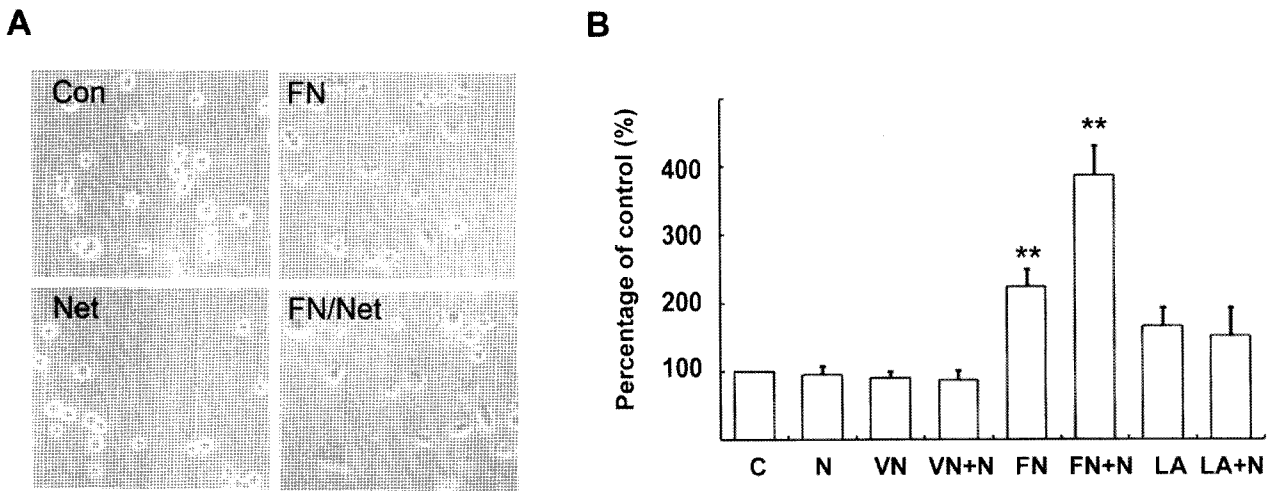 A
Con
FN
Net
FN/Net
B
Percentage of control (%)
400
300
200
100
**
**
C N VN VN+N FN FN+N LA LA+N